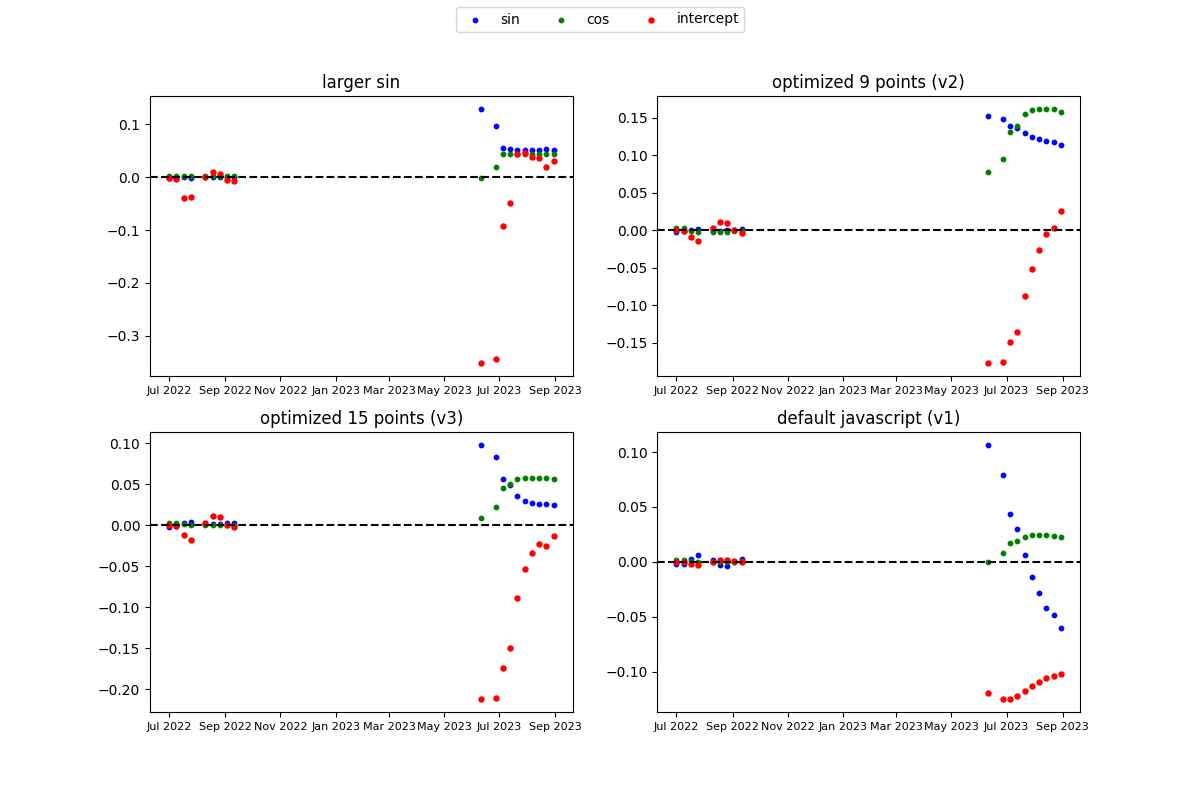 sin cos intercept
larger sin
0.1
0.0
−0.1
−0.2
−0.3
Jul 2022 Sep 2022 Nov 2022 Jan 2023 Mar 2023 May 2023 Jul 2023 Sep 2023
optimized 9 points (v2)
0.15
0.10
0.05
0.00
−0.05
−0.10
−0.15
Jul 2022 Sep 2022 Nov 2022 Jan 2023 Mar 2023 May 2023 Jul 2023 Sep 2023
optimized 15 points (v3)
0.10
0.05
0.00
−0.05
−0.10
−0.15
−0.20
Jul 2022 Sep 2022 Nov 2022 Jan 2023 Mar 2023 May 2023 Jul 2023 Sep 2023
default javascript (v1)
0.10
0.05
0.00
−0.05
−0.10
Jul 2022 Sep 2022 Nov 2022 Jan 2023 Mar 2023 May 2023 Jul 2023 Sep 2023